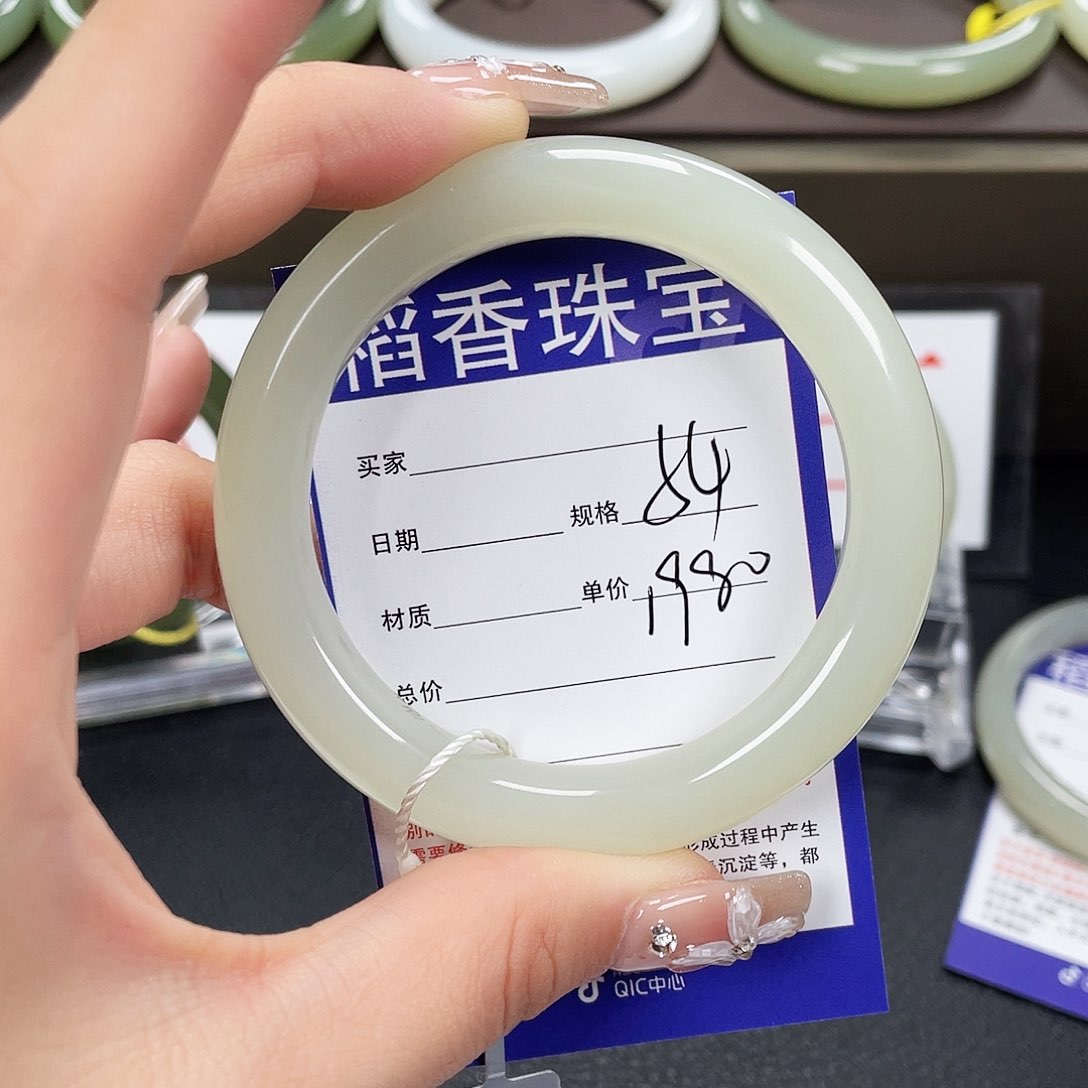 稻香珠宝
买家
日期 规格 54
材质 单价 1980
总价
形成过程中产生
沉淀等，都
QIC中心